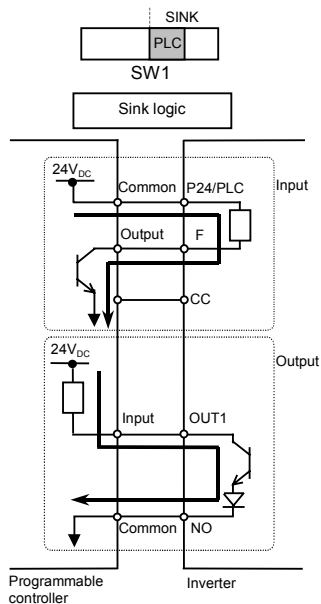 SINK
PLC
SW1
Sink logic
24VDC
Common
P24/PLC
Input
Output
F
CC
24VDC
Output
Input
OUT1
Common
NO
Programmable
controller
Inverter